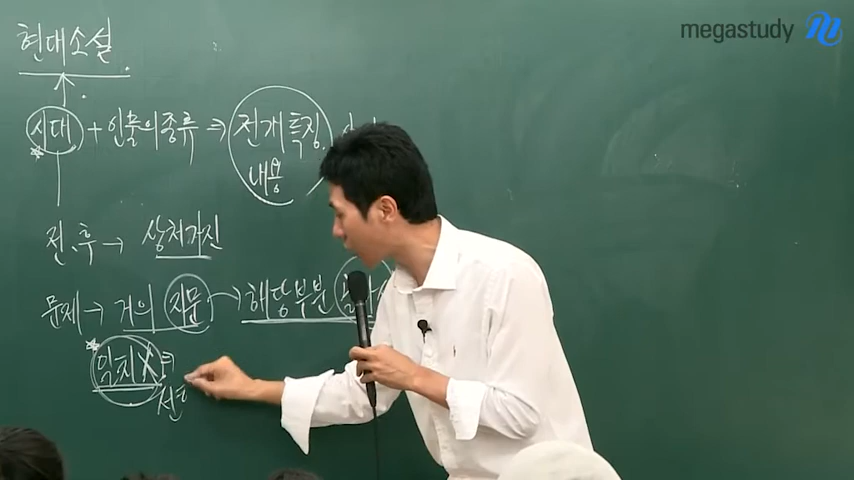 megastudy
현대소설
시대 + 인물의 종류 ⇒ 전개 특징
내용
전.후 → 상처가진
문제 → 거의 지문 → 해당부분
일치 X ⇒